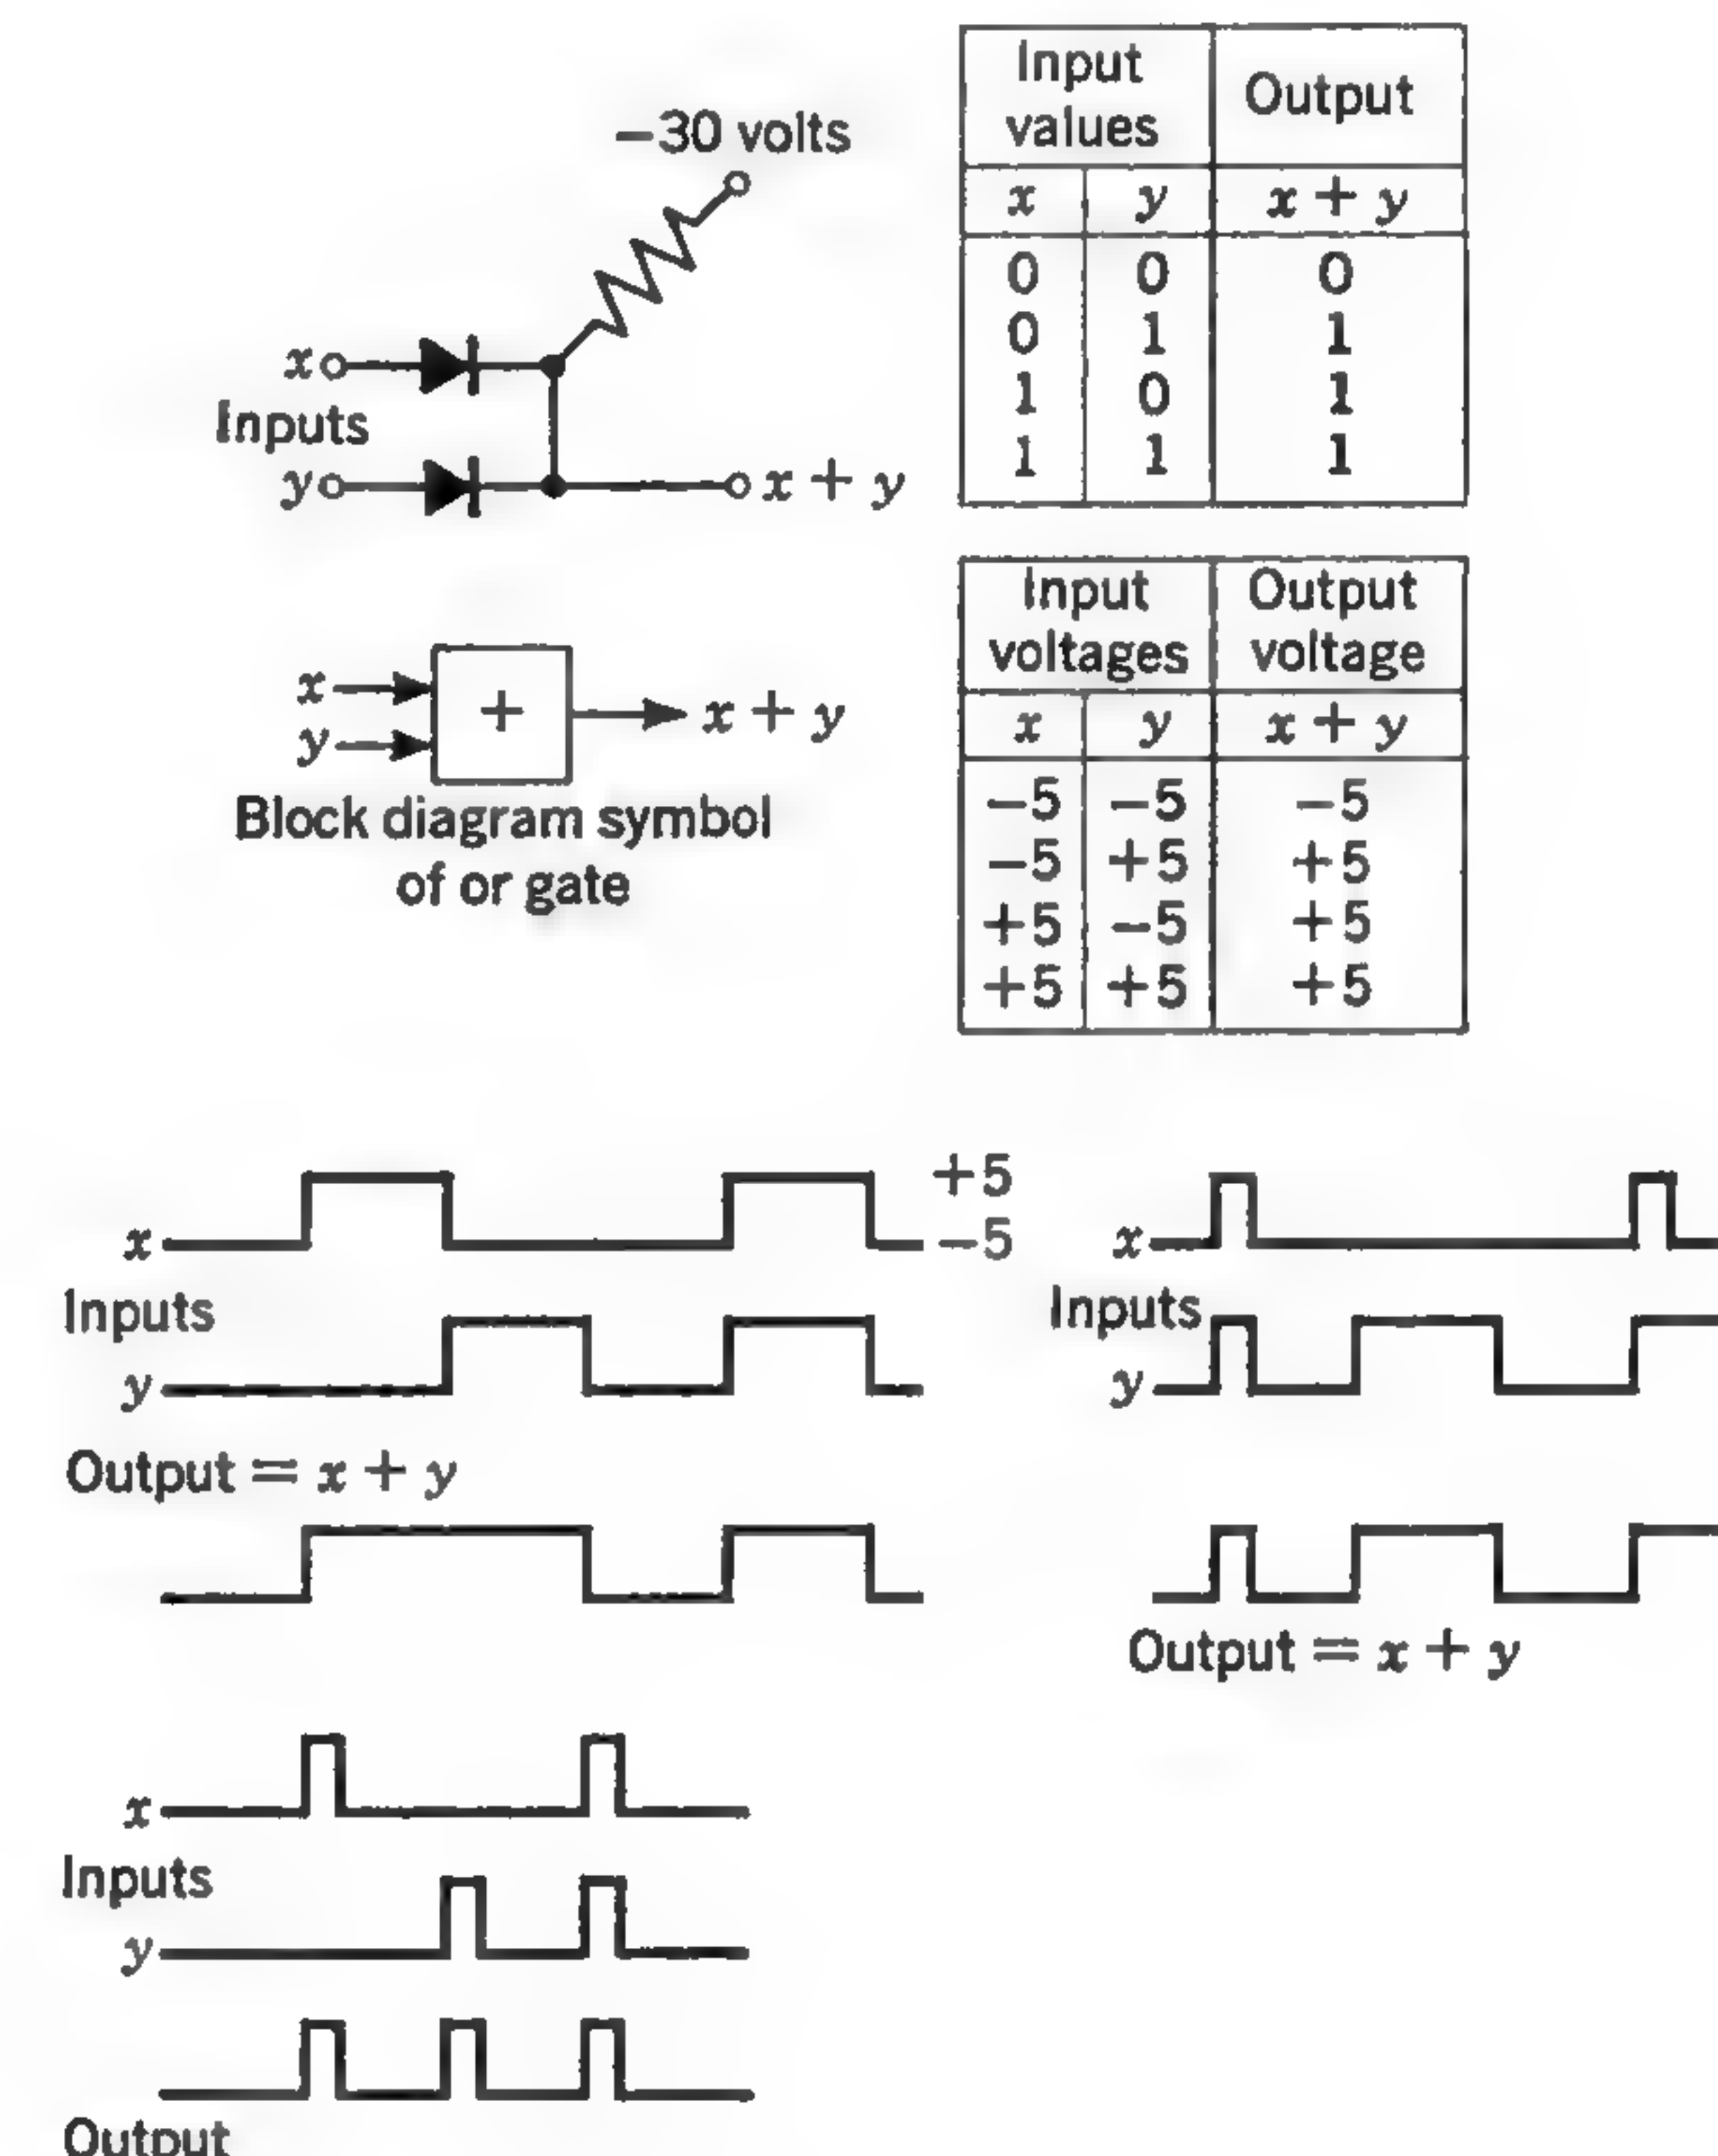 −30 volts
x
Inputs
y
x + y
Input values
Output
x y x + y
0 0 0
0 1 1
1 0 1
1 1 1
x
y
+
x + y
Block diagram symbol
of or gate
Input voltages
Output voltage
x y x + y
−5 −5 −5
−5 +5 +5
+5 −5 +5
+5 +5 +5
x
+5
−5
Inputs
y
Output = x + y
x
Inputs
y
Output = x + y
x
Inputs
y
Output